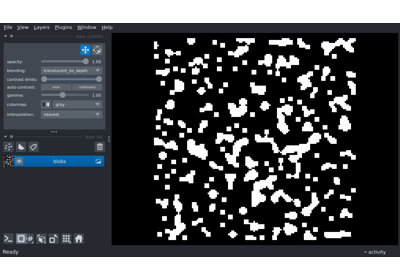 File View Layers Plugins Window Help
opacity: 1.00
blending: translucent_no_depth
contrast limits:
auto-contrast: once continuous
gamma: 1.00
colormap: gray
interpolation: nearest
blobs
Ready activity